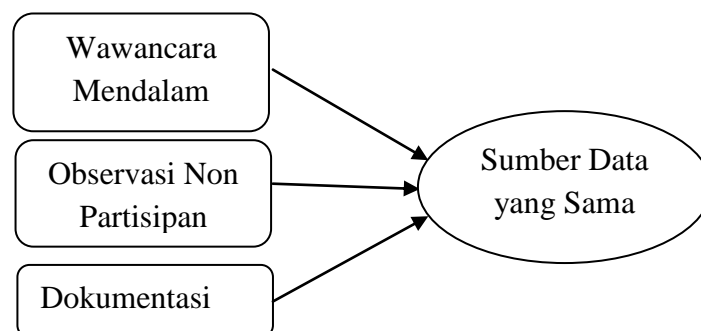 Wawancara
Mendalam
Observasi Non
Partisipan
Dokumentasi
Sumber Data
yang Sama